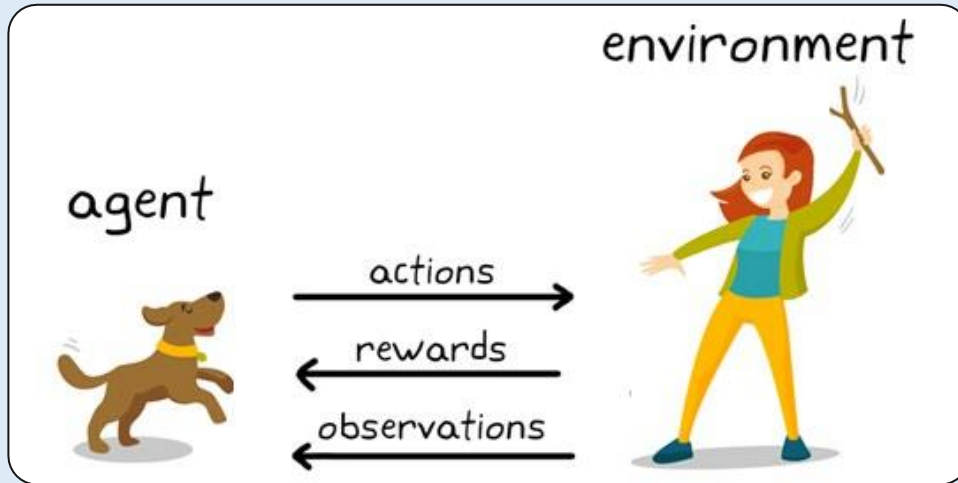 environment
agent
actions
rewards
observations